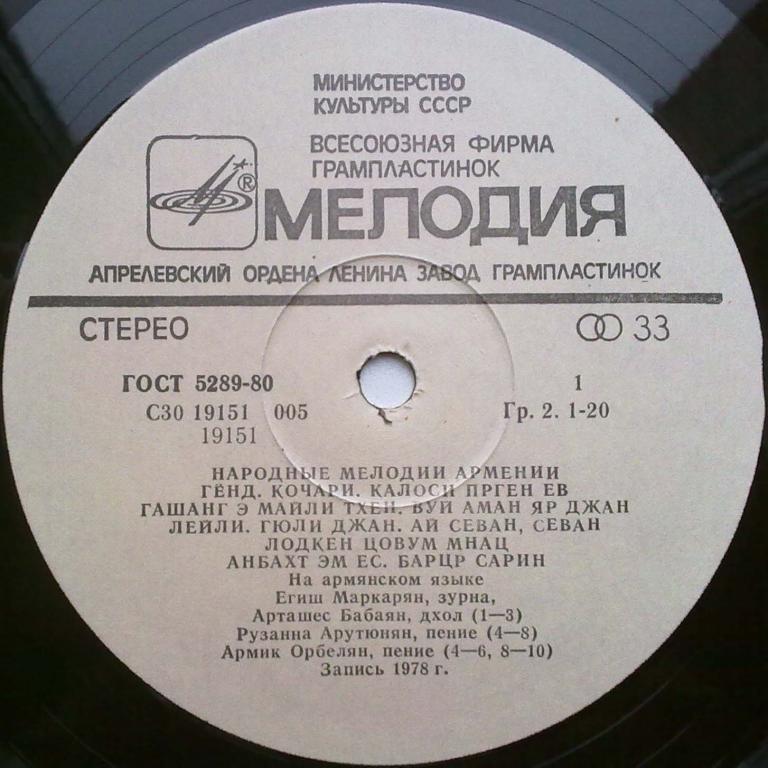 МИНИСТЕРСТВО
КУЛЬТУРЫ СССР
ВСЕСОЮЗНАЯ ФИРМА
ГРАМПЛАСТИНОК
® МЕЛОДИЯ
АПРЕЛЕВСКИЙ ОРДЕНА ЛЕНИНА ЗАВОД ГРАМПЛАСТИНОК
СТЕРЕО 33
ГОСТ 5289-80 1
С30 19151 005 Гр. 2. 1-20
19151
НАРОДНЫЕ МЕЛОДИИ АРМЕНИИ
ГЁНД. КОЧАРИ. КАЛОСИ ПРГЕН ЕВ
ГАШАНГ Э МАЙЛИ ТХЕН. ВУЙ АМАН ЯР ДЖАН
ЛЕЙЛИ. ГЮЛИ ДЖАН. АЙ СЕВАН, СЕВАН
ЛОДКЕН ЦОВУМ МНАЦ
АНБАХТ ЭМ ЕС. БАРЦР САРИН
На армянском языке
Егиш Маркарян, зурна,
Арташес Бабаян, дхол (1—3)
Рузанна Арутюнян, пение (4—8)
Армик Орбелян, пение (4—6, 8—10)
Запись 1978 г.